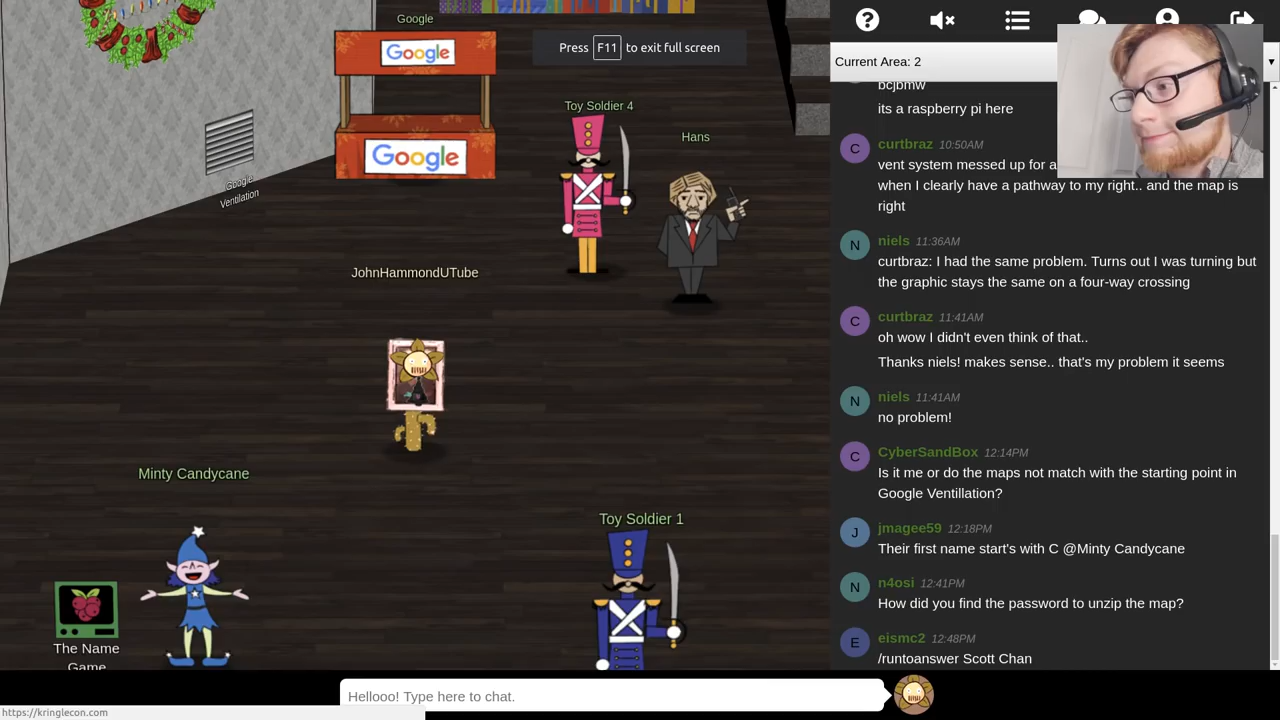 Google
Google
Google
Google
Ventilation
Press F11 to exit full screen
Toy Soldier 4
Hans
JohnHammondUTube
Minty Candycane
Toy Soldier 1
The Name
Game
Current Area: 2
bcjbmw
its a raspberry pi here
C
curtbraz 10:50AM
vent system messed up for a
when I clearly have a pathway to my right.. and the map is
right
N
niels 11:36AM
curtbraz: I had the same problem. Turns out I was turning but
the graphic stays the same on a four-way crossing
C
curtbraz 11:41AM
oh wow I didn't even think of that..
Thanks niels! makes sense.. that's my problem it seems
N
niels 11:41AM
no problem!
C
CyberSandBox 12:14PM
Is it me or do the maps not match with the starting point in
Google Ventillation?
J
jmagee59 12:18PM
Their first name start's with C @Minty Candycane
N
n4osi 12:41PM
How did you find the password to unzip the map?
E
eismc2 12:48PM
/runtoanswer Scott Chan
Hellooo! Type here to chat.
https://kringlecon.com